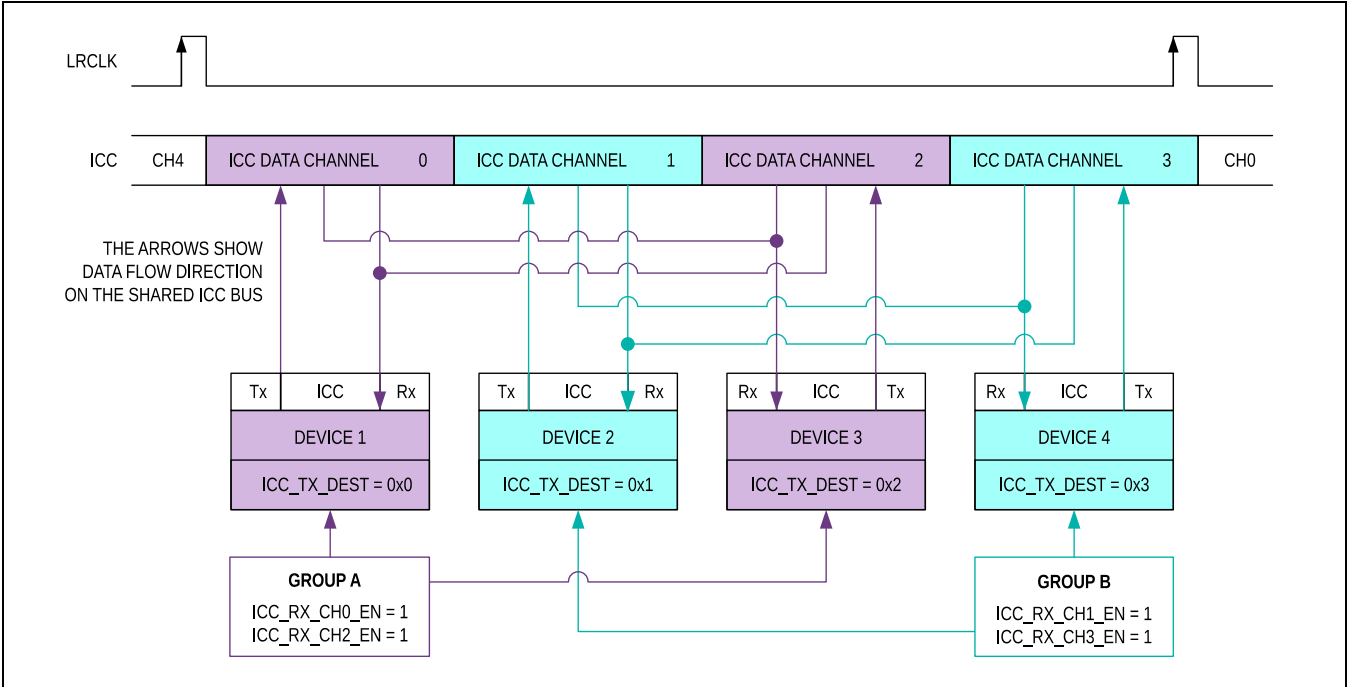 LRCLK
ICC CH4 ICC DATA CHANNEL 0 ICC DATA CHANNEL 1 ICC DATA CHANNEL 2 ICC DATA CHANNEL 3 CH0
THE ARROWS SHOW
DATA FLOW DIRECTION
ON THE SHARED ICC BUS
Tx ICC Rx Tx ICC Rx Rx ICC Tx Rx ICC Tx
DEVICE 1 DEVICE 2 DEVICE 3 DEVICE 4
ICC_TX_DEST = 0x0 ICC_TX_DEST = 0x1 ICC_TX_DEST = 0x2 ICC_TX_DEST = 0x3
GROUP A
ICC_RX_CH0_EN = 1
ICC_RX_CH2_EN = 1
GROUP B
ICC_RX_CH1_EN = 1
ICC_RX_CH3_EN = 1